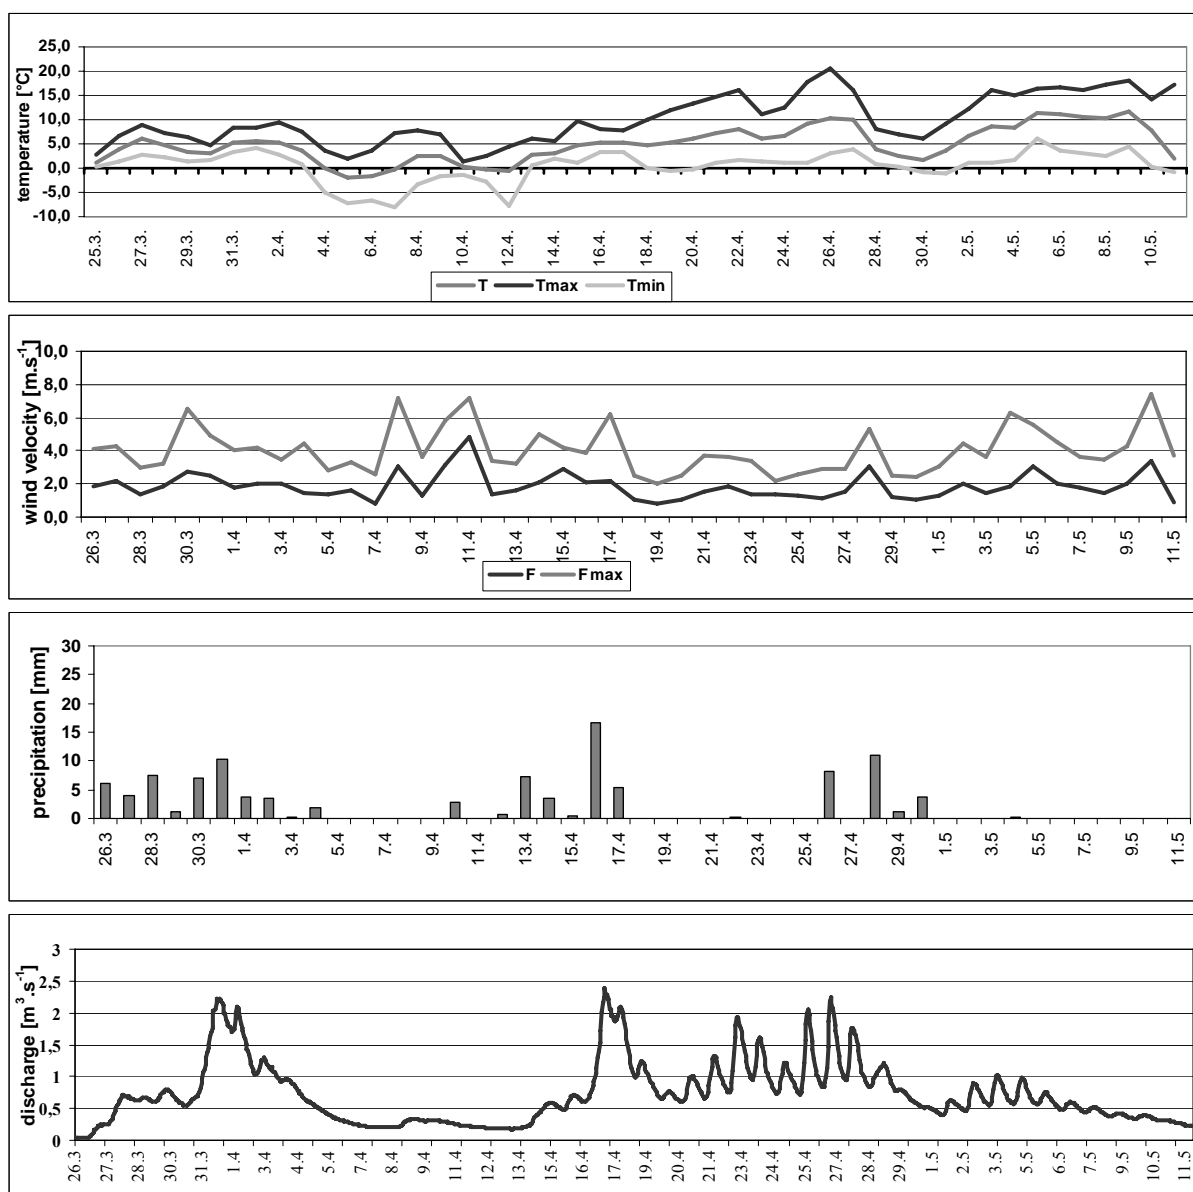 temperature [°C]
25,0
20,0
15,0
10,0
5,0
0,0
-5,0
-10,0
25.3. 27.3. 29.3. 31.3. 2.4. 4.4. 6.4. 8.4. 10.4. 12.4. 14.4. 16.4. 18.4. 20.4. 22.4. 24.4. 26.4. 28.4. 30.4. 2.5. 4.5. 6.5. 8.5. 10.5.
T Tmax Tmin
wind velocity [m.s⁻¹]
10,0
8,0
6,0
4,0
2,0
0,0
26.3 28.3 30.3 1.4 3.4 5.4 7.4 9.4 11.4 13.4 15.4 17.4 19.4 21.4 23.4 25.4 27.4 29.4 1.5 3.5 5.5 7.5 9.5 11.5
F Fmax
precipitation [mm]
30
25
20
15
10
5
0
26.3 28.3 30.3 1.4 3.4 5.4 7.4 9.4 11.4 13.4 15.4 17.4 19.4 21.4 23.4 25.4 27.4 29.4 1.5 3.5 5.5 7.5 9.5 11.5
discharge [m³.s⁻¹]
3
2,5
2
1,5
1
0,5
0
26.3 27.3 29.3 30.3 31.3 1.4 3.4 4.4 5.4 7.4 8.4 9.4 11.4 12.4 13.4 15.4 16.4 17.4 19.4 20.4 21.4 23.4 24.4 25.4 27.4 28.4 29.4 1.5 2.5 3.5 5.5 6.5 7.5 9.5 10.5 11.5